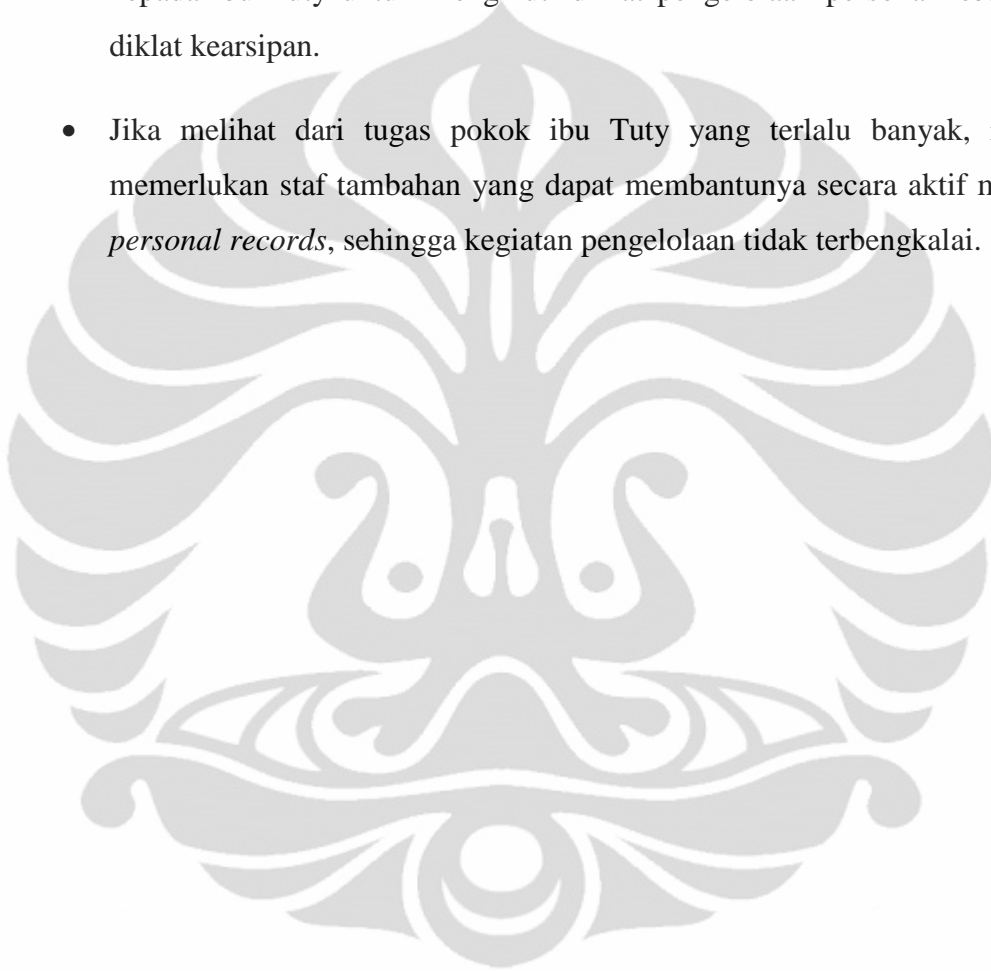 diklat kearsipan.
• Jika melihat dari tugas pokok ibu Tuty yang terlalu banyak,
memerlukan staf tambahan yang dapat membantunya secara aktif
personal records, sehingga kegiatan pengelolaan tidak terbengkalai.